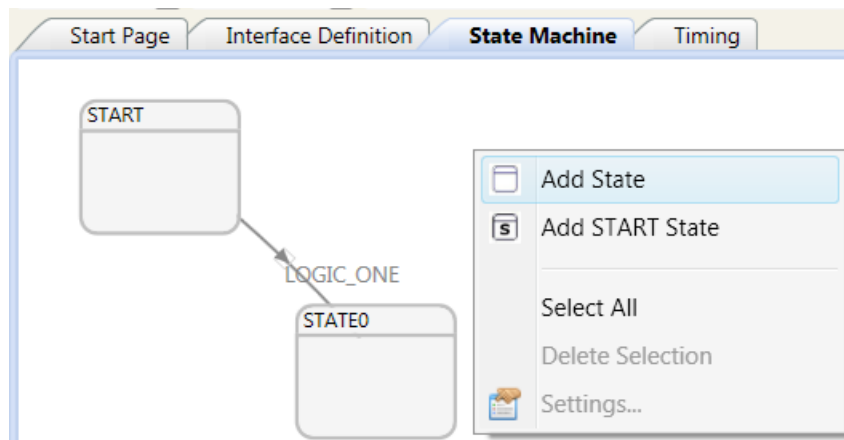 Start Page Interface Definition State Machine Timing
START
LOGIC_ONE
STATE0
Add State
S Add START State
Select All
Delete Selection
Settings...